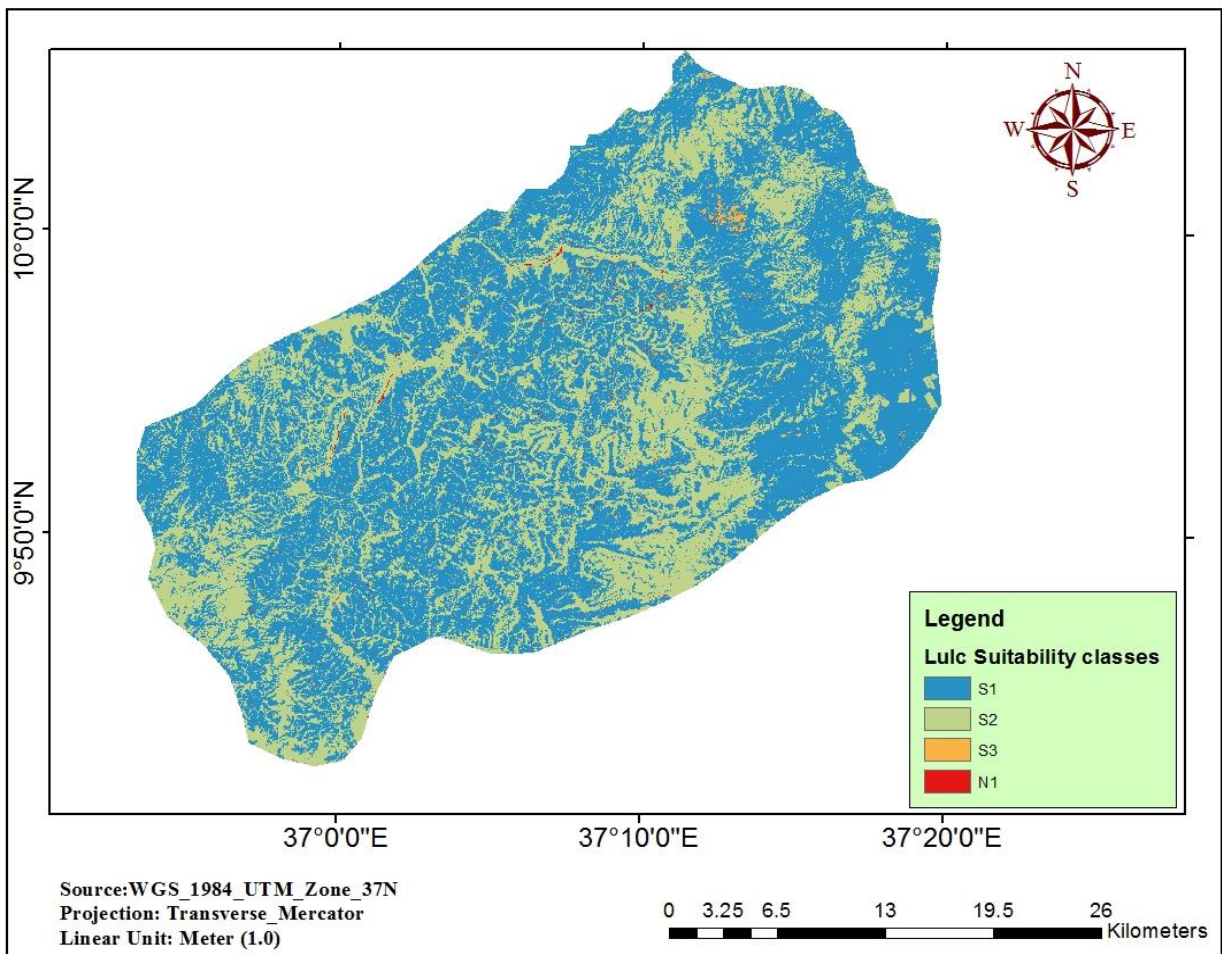 N
W E
S
10°0'0"N
9°50'0"N
Legend
Lulc Suitability classes
S1
S2
S3
N1
37°0'0"E 37°10'0"E 37°20'0"E
Source:WGS_1984_UTM_Zone_37N
Projection: Transverse_Mercator
Linear Unit: Meter (1.0)
0 3.25 6.5 13 19.5 26
Kilometers